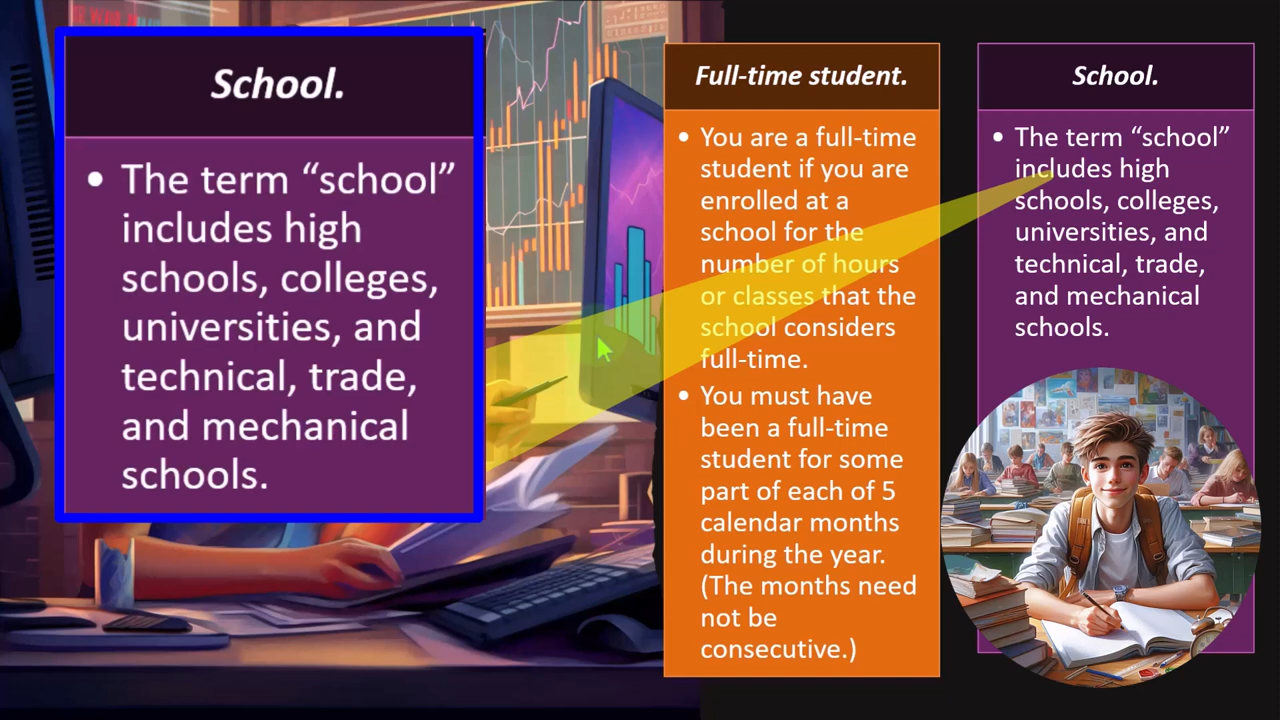 School.
• The term “school”
includes high
schools, colleges,
universities, and
technical, trade,
and mechanical
schools.
Full-time student.
• You are a full-time
student if you are
enrolled at a
school for the
number of hours
or classes that the
school considers
full-time.
• You must have
been a full-time
student for some
part of each of 5
calendar months
during the year.
(The months need
not be
consecutive.)
School.
• The term “school”
includes high
schools, colleges,
universities, and
technical, trade,
and mechanical
schools.